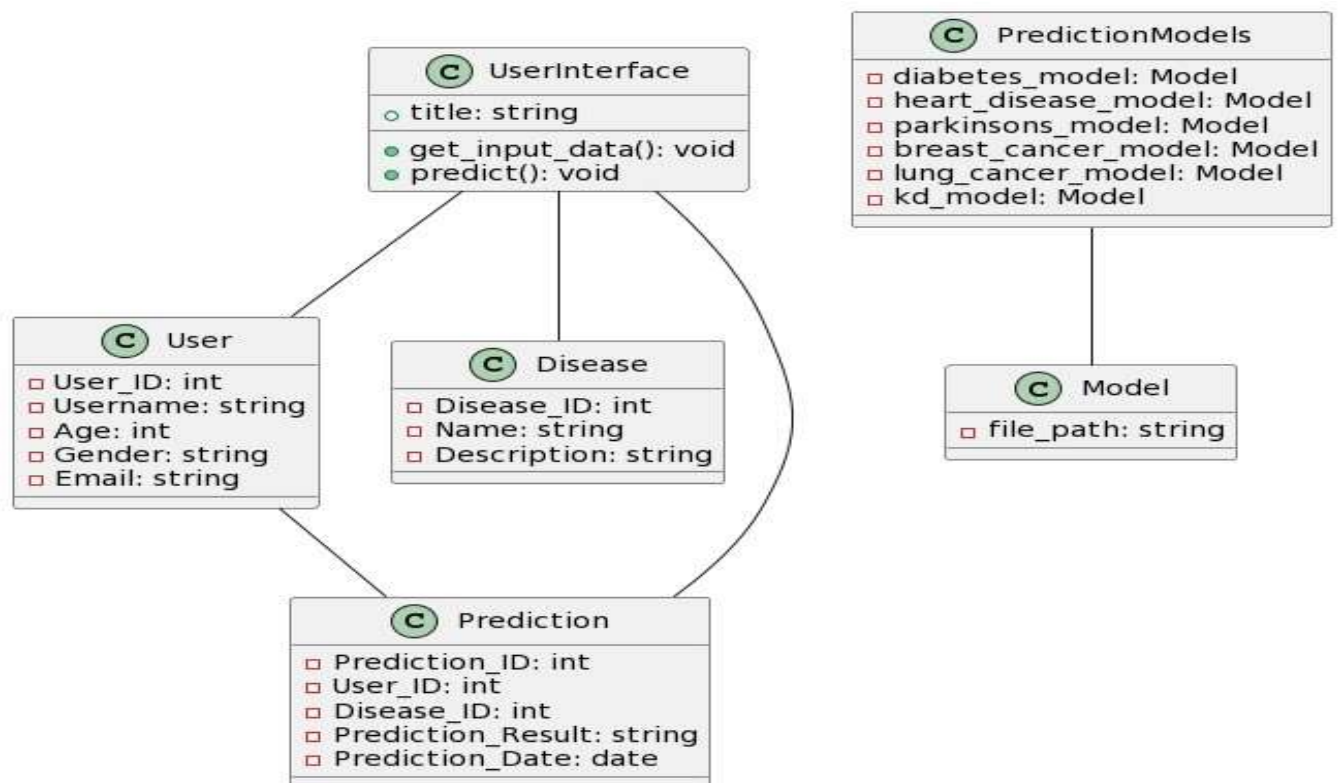 C UserInterface
title: string
get_input_data(): void
predict(): void
C PredictionModels
diabetes_model: Model
heart_disease_model: Model
parkinsons_model: Model
breast_cancer_model: Model
lung_cancer_model: Model
kd_model: Model
C User
User_ID: int
Username: string
Age: int
Gender: string
Email: string
C Disease
Disease_ID: int
Name: string
Description: string
C Model
file_path: string
C Prediction
Prediction_ID: int
User_ID: int
Disease_ID: int
Prediction_Result: string
Prediction_Date: date